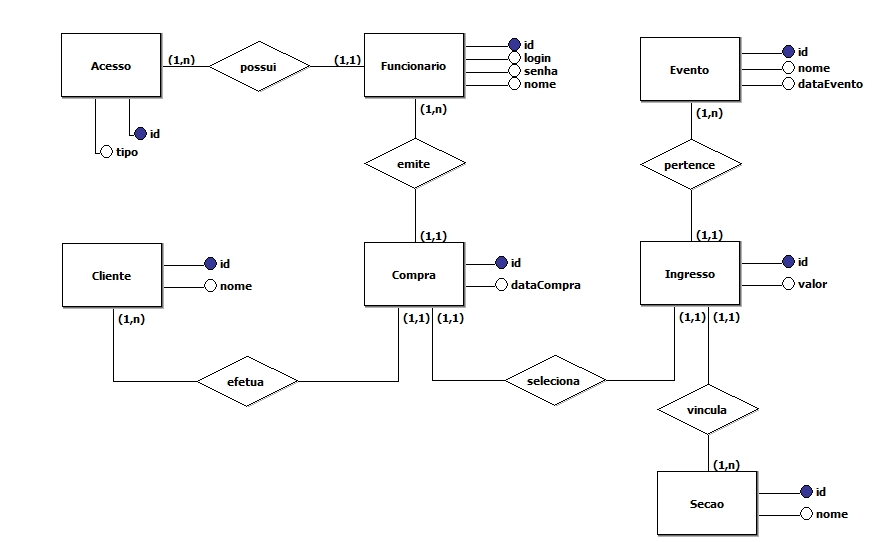 Acesso
(1,n)
possui
(1,1)
Funcionario
id
login
senha
nome
Evento
id
nome
dataEvento
id
tipo
(1,n)
emite
(1,1)
(1,n)
pertence
(1,1)
Cliente
id
nome
Compra
id
dataCompra
Ingresso
id
valor
(1,n)
(1,1)
(1,1)
(1,1)
(1,1)
efetua
seleciona
vincula
(1,n)
Secao
id
nome